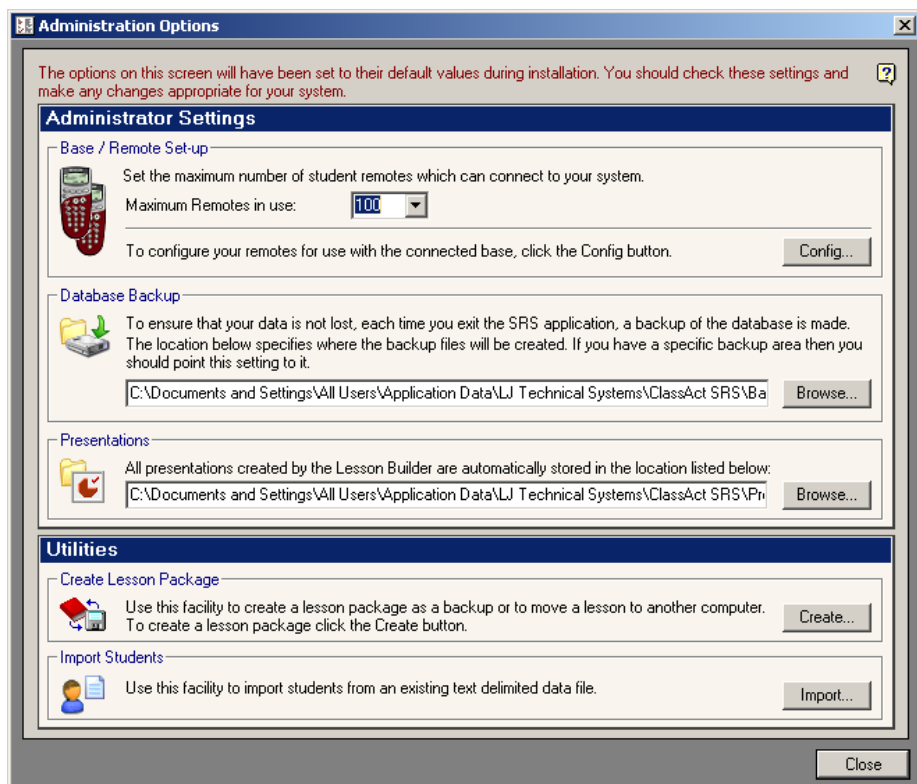 Administration Options
The options on this screen will have been set to their default values during installation. You should check these settings and
make any changes appropriate for your system.
Administrator Settings
Base / Remote Set-up
Set the maximum number of student remotes which can connect to your system.
Maximum Remotes in use: 100
To configure your remotes for use with the connected base, click the Config button. Config...
Database Backup
To ensure that your data is not lost, each time you exit the SRS application, a backup of the database is made.
The location below specifies where the backup files will be created. If you have a specific backup area then you
should point this setting to it.
C:\Documents and Settings\All Users\Application Data\LJ Technical Systems\ClassAct SRS\Ba Browse...
Presentations
All presentations created by the Lesson Builder are automatically stored in the location listed below:
C:\Documents and Settings\All Users\Application Data\LJ Technical Systems\ClassAct SRS\Pr Browse...
Utilities
Create Lesson Package
Use this facility to create a lesson package as a backup or to move a lesson to another computer.
To create a lesson package click the Create button. Create...
Import Students
Use this facility to import students from an existing text delimited data file. Import...
Close